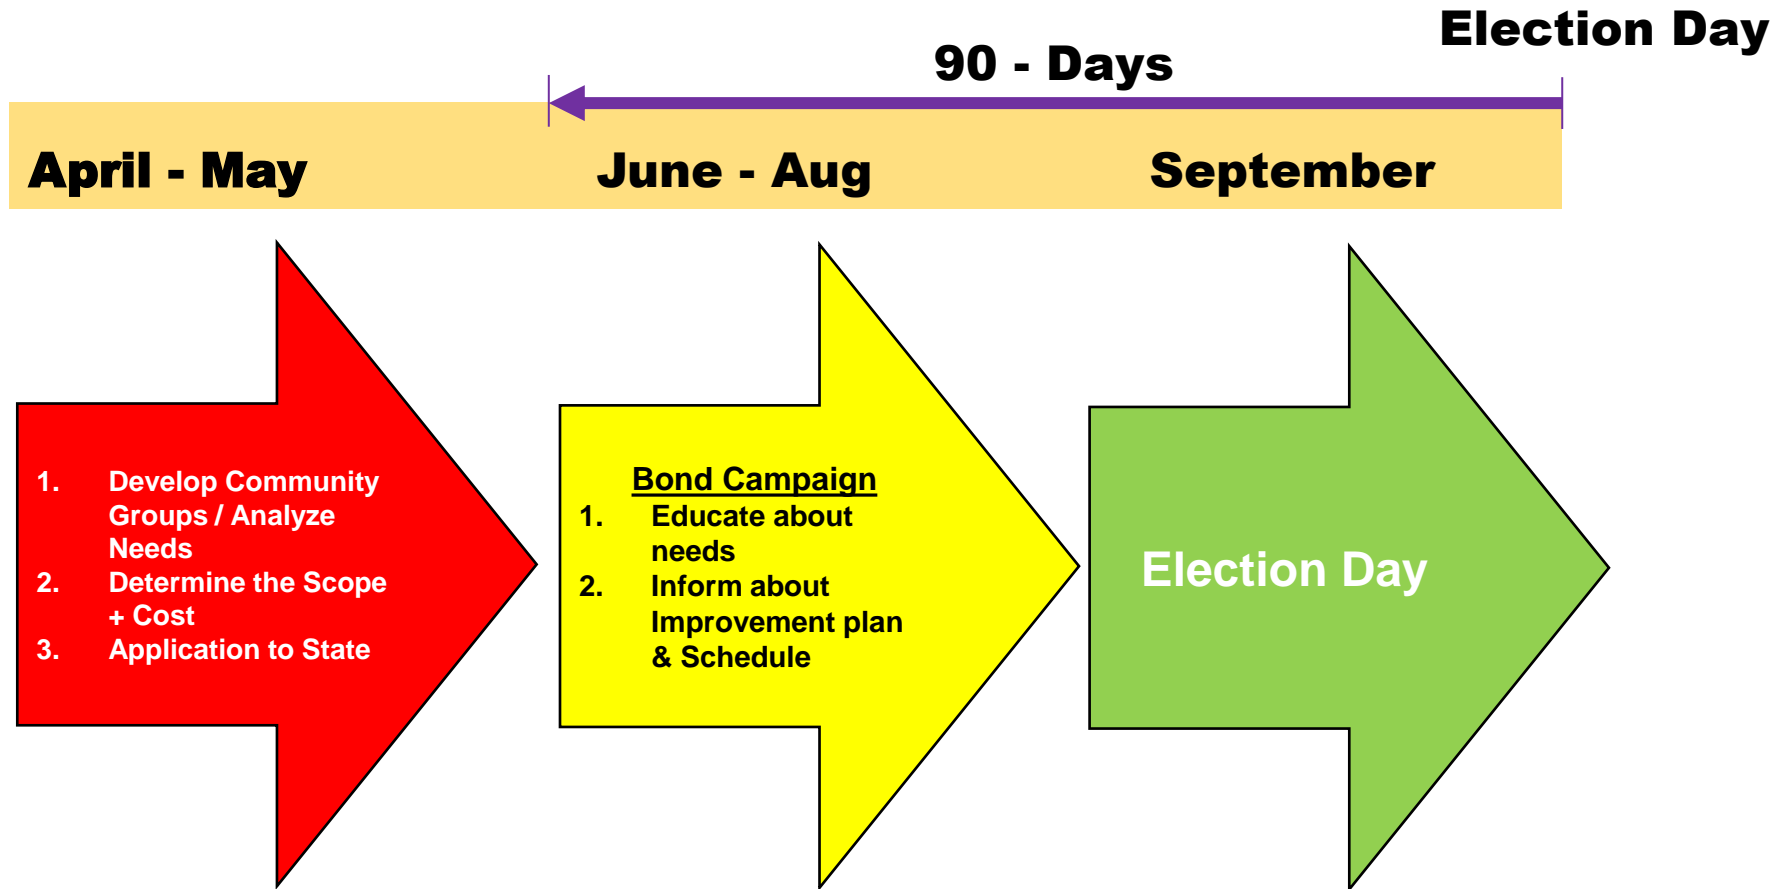 Election Day
90 - Days
April - May
June - Aug
September
1. Develop Community
Groups / Analyze
Needs
2. Determine the Scope
+ Cost
3. Application to State
Bond Campaign
1. Educate about
needs
2. Inform about
Improvement plan
& Schedule
Election Day